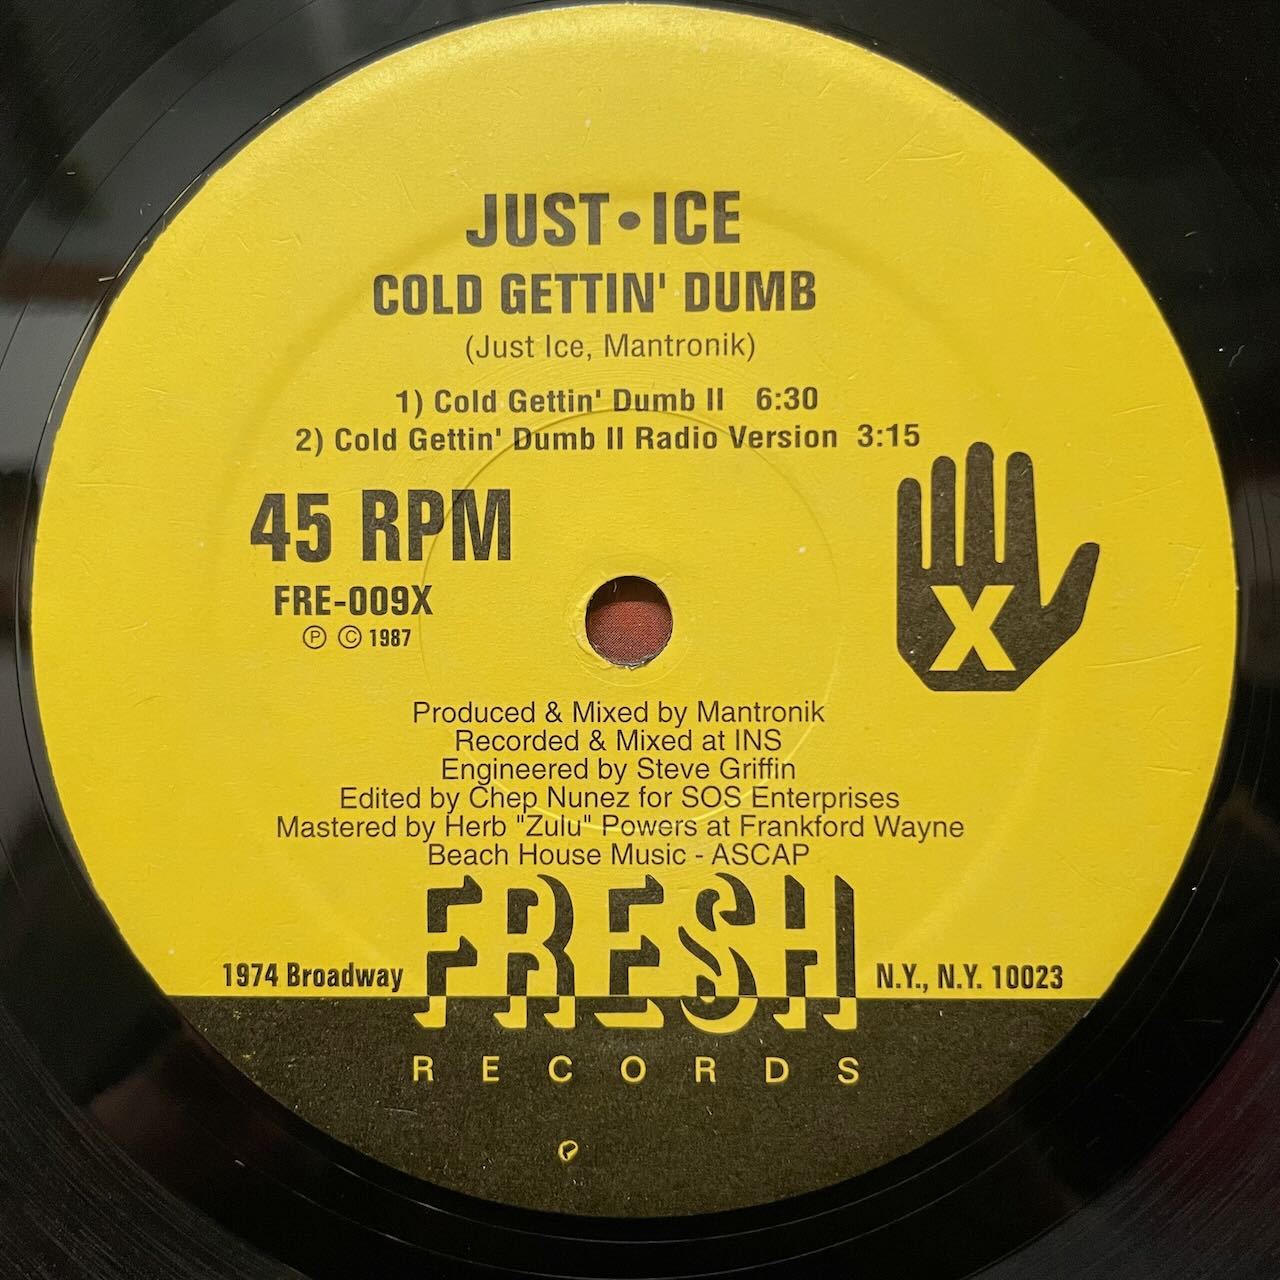 JUST•ICE
COLD GETTIN' DUMB
(Just Ice, Mantronik)
1) Cold Gettin' Dumb II 6:30
2) Cold Gettin' Dumb II Radio Version 3:15
45 RPM
FRE-009X
Ⓟ Ⓒ 1987
X
Produced & Mixed by Mantronik
Recorded & Mixed at INS
Engineered by Steve Griffin
Edited by Chep Nunez for SOS Enterprises
Mastered by Herb "Zulu" Powers at Frankford Wayne
Beach House Music - ASCAP
1974 Broadway FRESH N.Y., N.Y. 10023
RECORDS